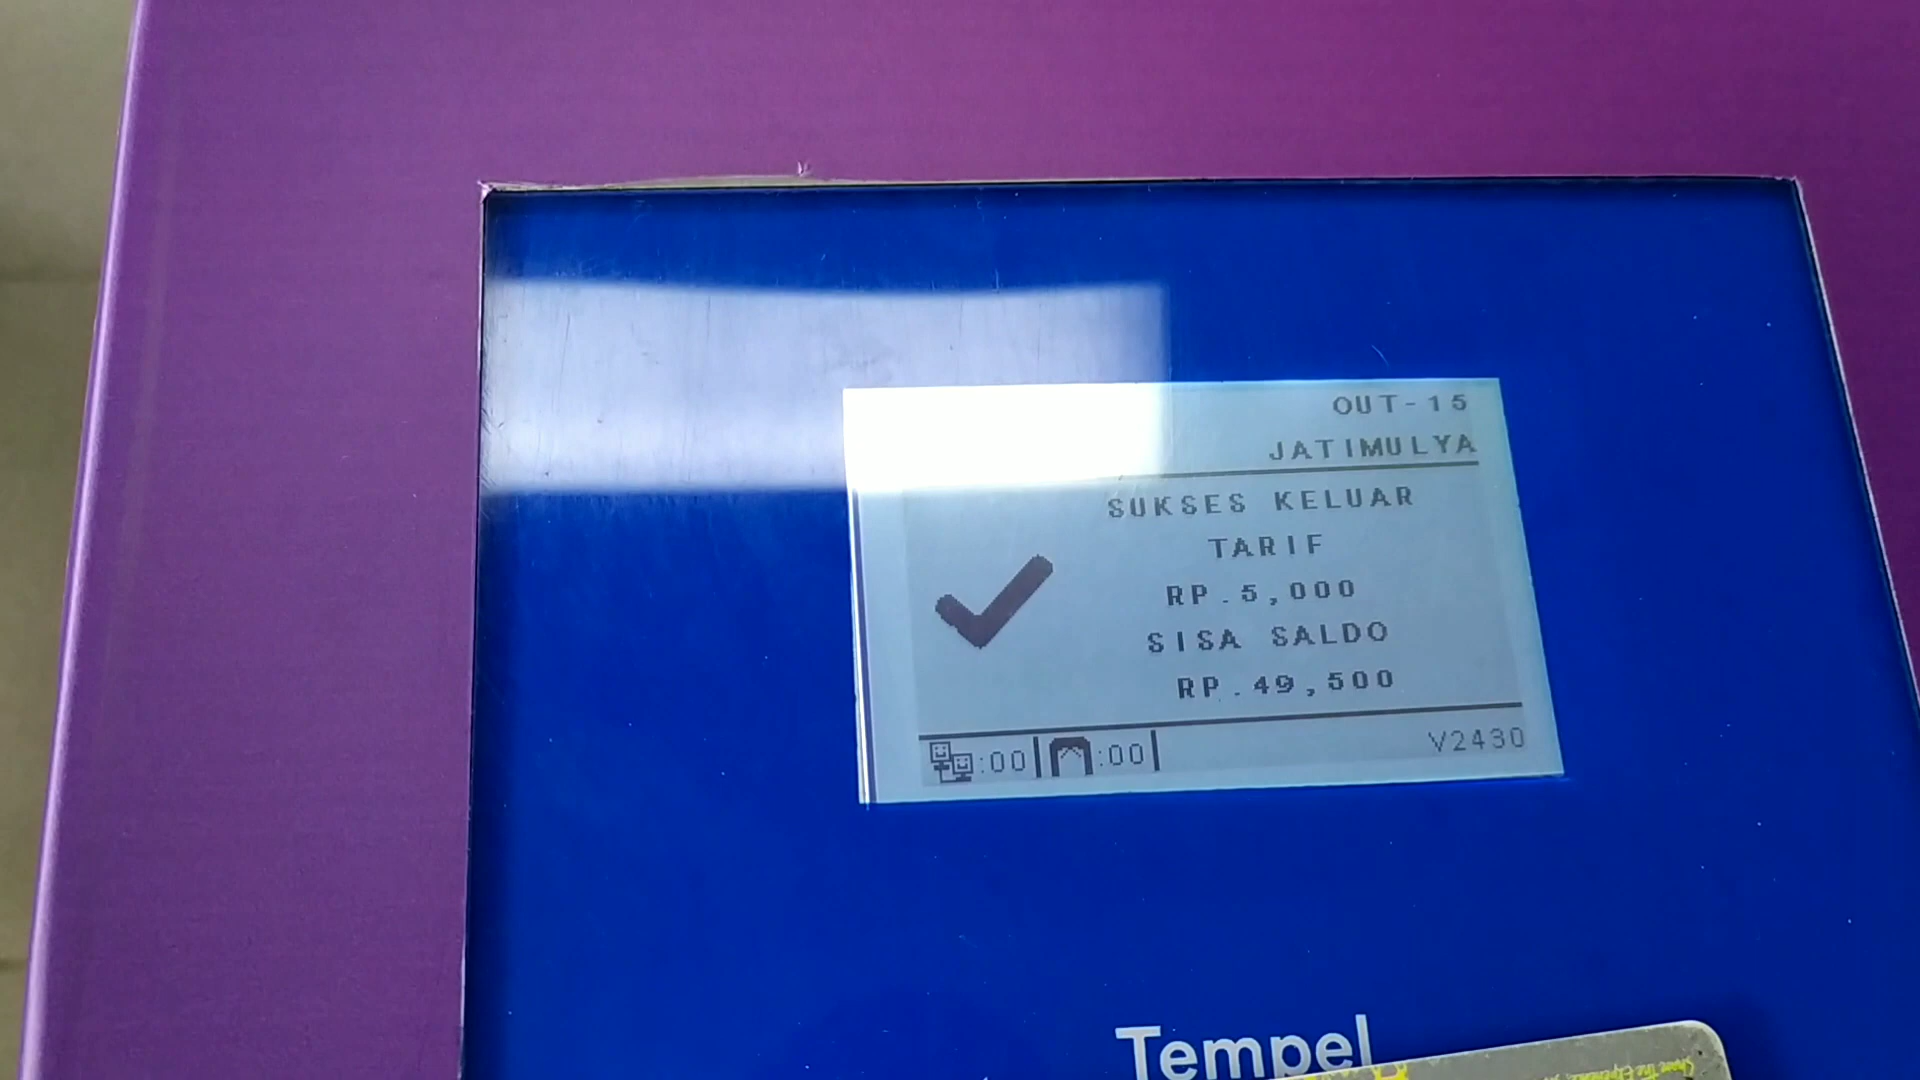 OUT-15
JATIMULYA
SUKSES KELUAR
TARIF
RP.5,000
SISA SALDO
RP.49,500
:00 :00 V2430
Tempel